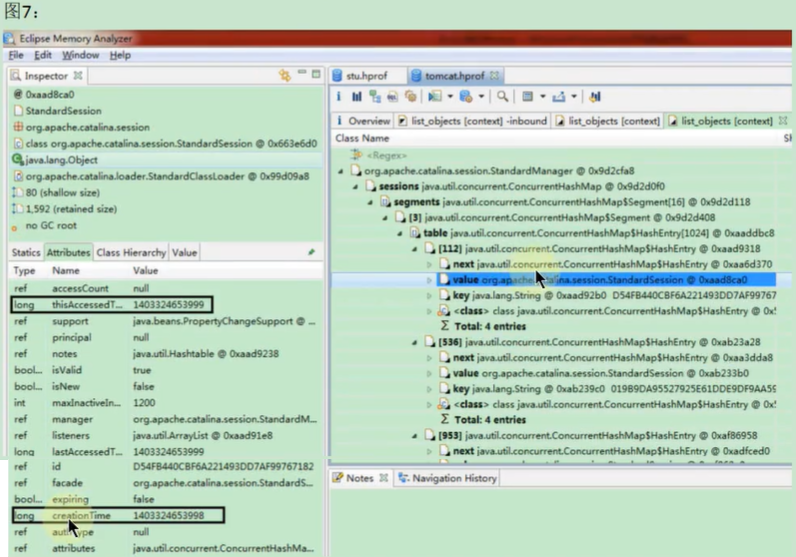 图7：
Eclipse Memory Analyzer
File Edit Window Help
Inspector
0xaad8ca0
StandardSession
org.apache.catalina.session
class org.apache.catalina.session.StandardSession @ 0x663e6d0
java.lang.Object
org.apache.catalina.loader.StandardClassLoader @ 0x99d09a8
80 (shallow size)
1,592 (retained size)
no GC root
Statics Attributes Class Hierarchy Value
Type Name Value
ref accessCount null
long thisAccessedT... 1403324653999
ref support java.beans.PropertyChangeSupport @ ...
ref principal null
ref notes java.util.Hashtable @ 0xaad9238
bool... isValid true
bool... isNew false
int maxInactiveIn... 1200
ref manager org.apache.catalina.session.StandardM...
ref listeners java.util.ArrayList @ 0xaad91e8
long lastAccessedT... 1403324653999
ref id D54FB440CBF6A221493DD7AF99767182
ref facade org.apache.catalina.session.StandardS...
bool... expiring false
long creationTime 1403324653998
ref authType null
ref attributes java.util.concurrent.ConcurrentHashMa...
stu.hprof tomcat.hprof
Overview list_objects [context] -inbound list_objects [context] list_objects [context]
Class Name
<Regex>
org.apache.catalina.session.StandardManager @ 0x9d2cfa8
sessions java.util.concurrent.ConcurrentHashMap @ 0x9d2d0f0
segments java.util.concurrent.ConcurrentHashMap$Segment[16] @ 0x9d2d118
[3] java.util.concurrent.ConcurrentHashMap$Segment @ 0x9d2d408
table java.util.concurrent.ConcurrentHashMap$HashEntry[1024] @ 0xaaddbc8
[112] java.util.concurrent.ConcurrentHashMap$HashEntry @ 0xaad9318
next java.util.concurrent.ConcurrentHashMap$HashEntry @ 0xaa6d370
value org.apache.catalina.session.StandardSession @ 0xaad8ca0
key java.lang.String @ 0xaad92b0 D54FB440CBF6A221493DD7AF99767
<class> class java.util.concurrent.ConcurrentHashMap$HashEntry @ 0x
Total: 4 entries
[536] java.util.concurrent.ConcurrentHashMap$HashEntry @ 0xab23a28
next java.util.concurrent.ConcurrentHashMap$HashEntry @ 0xaa3dda8
value org.apache.catalina.session.StandardSession @ 0xab233b0
key java.lang.String @ 0xab239c0 019B9DA95527925E61DDE9DF9AA59
<class> class java.util.concurrent.ConcurrentHashMap$HashEntry @ 0x
Total: 4 entries
[953] java.util.concurrent.ConcurrentHashMap$HashEntry @ 0xaf86958
next java.util.concurrent.ConcurrentHashMap$HashEntry @ 0xadfced0
Notes Navigation History